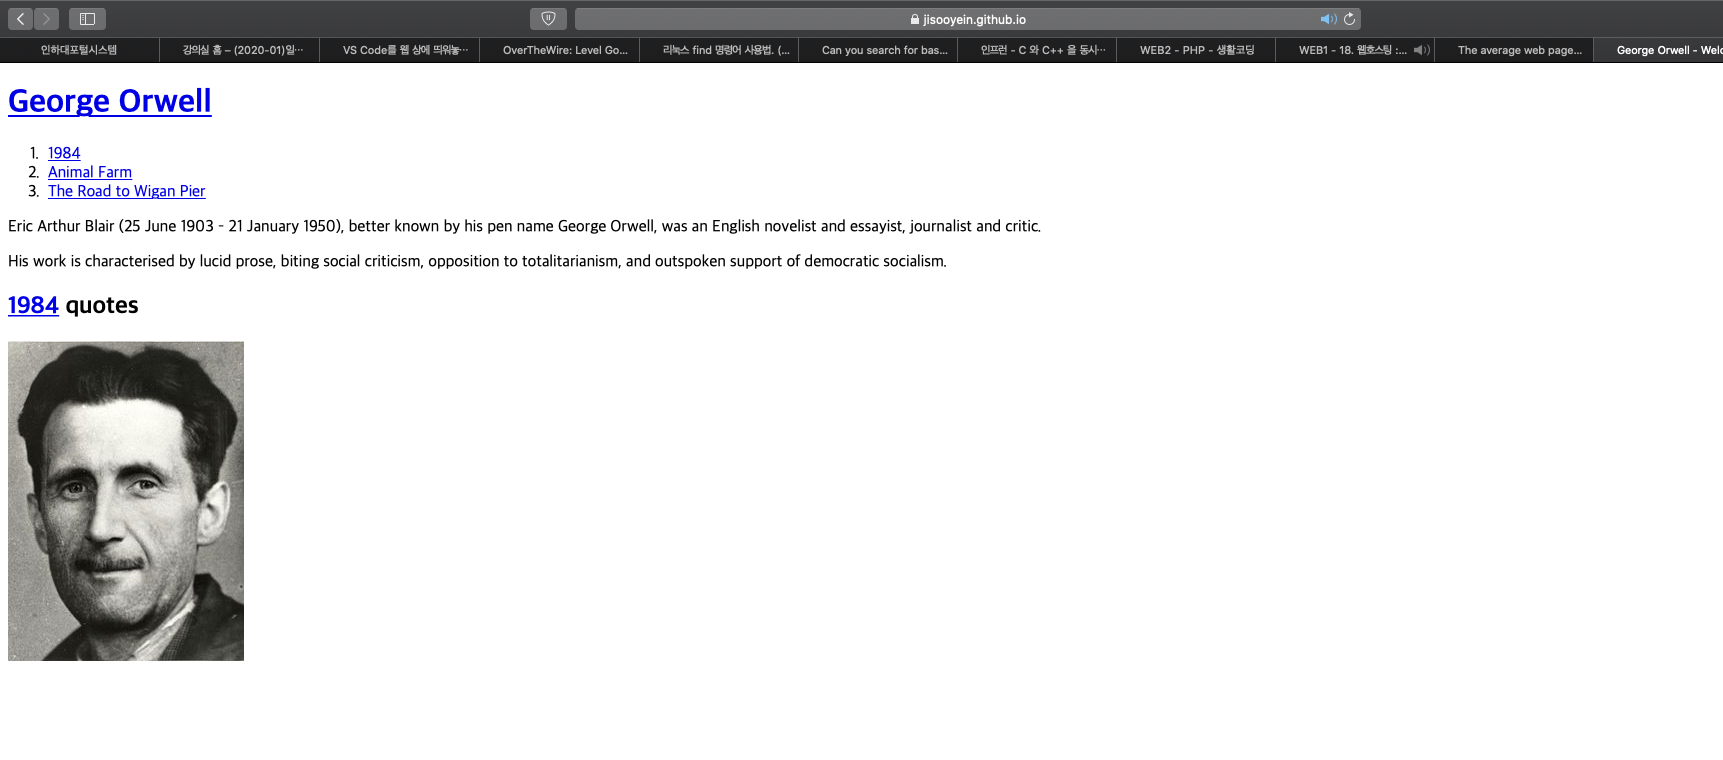 jisooyein.github.io
인하대포털시스템
강의실 홈 – (2020-01)일…
VS Code를 웹 상에 띄워놓…
OverTheWire: Level Go...
리눅스 find 명령어 사용법. (...
Can you search for bas...
인프런 - C 와 C++ 을 동시…
WEB2 - PHP - 생활코딩
WEB1 - 18. 웹호스팅 :...
The average web page...
George Orwell - Welc
George Orwell
1. 1984
2. Animal Farm
3. The Road to Wigan Pier
Eric Arthur Blair (25 June 1903 - 21 January 1950), better known by his pen name George Orwell, was an English novelist and essayist, journalist and critic.
His work is characterised by lucid prose, biting social criticism, opposition to totalitarianism, and outspoken support of democratic socialism.
1984 quotes